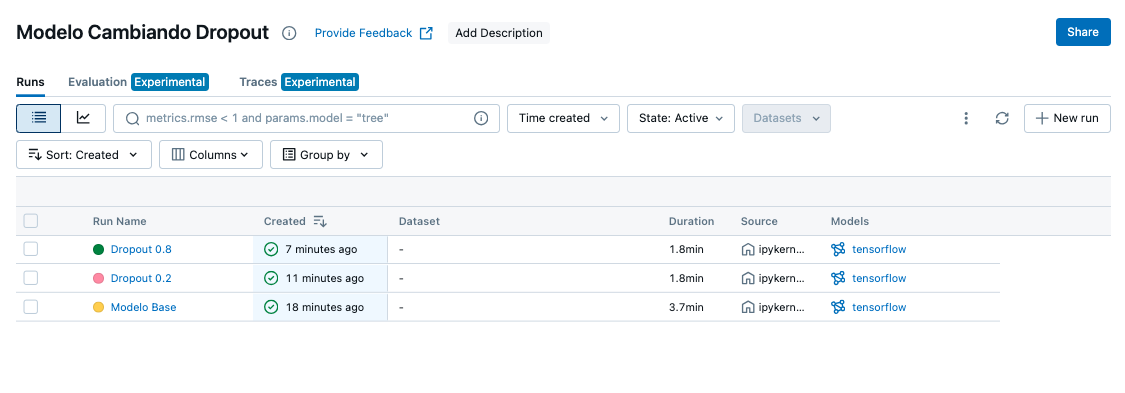 Modelo Cambiando Dropout Provide Feedback Add Description Share
Runs Evaluation Experimental Traces Experimental
metrics.rmse < 1 and params.model = "tree" Time created State: Active Datasets New run
Sort: Created Columns Group by
Run Name Created Dataset Duration Source Models
Dropout 0.8 7 minutes ago - 1.8min ipykern... tensorflow
Dropout 0.2 11 minutes ago - 1.8min ipykern... tensorflow
Modelo Base 18 minutes ago - 3.7min ipykern... tensorflow